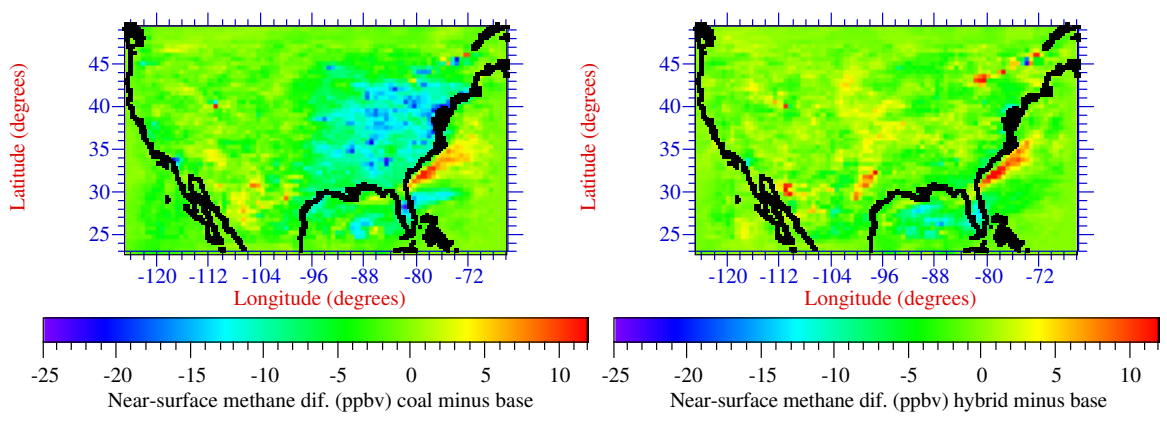 Latitude (degrees)
45
40
35
30
25
-120 -112 -104 -96 -88 -80 -72
Longitude (degrees)
-25 -20 -15 -10 -5 0 5 10
Near-surface methane dif. (ppbv) coal minus base
Latitude (degrees)
45
40
35
30
25
-120 -112 -104 -96 -88 -80 -72
Longitude (degrees)
-25 -20 -15 -10 -5 0 5 10
Near-surface methane dif. (ppbv) hybrid minus base